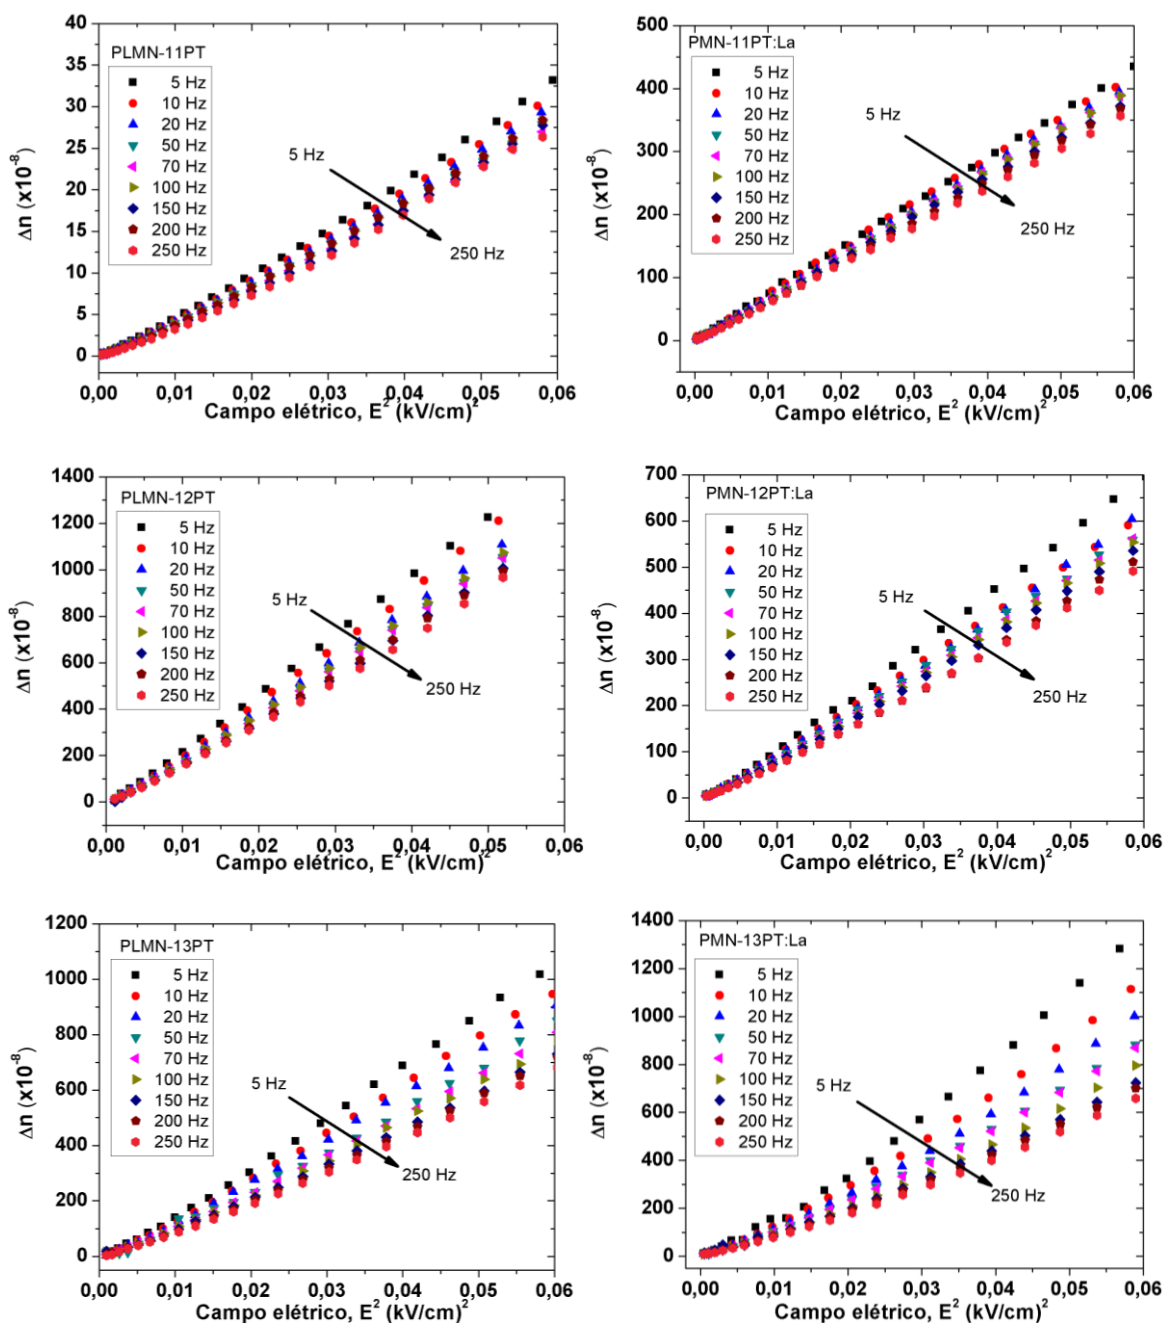 PLMN-11PT
5 Hz
10 Hz
20 Hz
50 Hz
70 Hz
100 Hz
150 Hz
200 Hz
250 Hz
5 Hz
250 Hz
Δn (x10⁻⁸)
40
35
30
25
20
15
10
5
0
0,00 0,01 0,02 0,03 0,04 0,05 0,06
Campo elétrico, E² (kV/cm)²
PMN-11PT:La
5 Hz
10 Hz
20 Hz
50 Hz
70 Hz
100 Hz
150 Hz
200 Hz
250 Hz
5 Hz
250 Hz
Δn (x10⁻⁸)
500
400
300
200
100
0
0,00 0,01 0,02 0,03 0,04 0,05 0,06
Campo elétrico, E² (kV/cm)²
PLMN-12PT
5 Hz
10 Hz
20 Hz
50 Hz
70 Hz
100 Hz
150 Hz
200 Hz
250 Hz
5 Hz
250 Hz
Δn (x10⁻⁸)
1400
1200
1000
800
600
400
200
0
0,00 0,01 0,02 0,03 0,04 0,05 0,06
Campo elétrico, E² (kV/cm)²
PMN-12PT:La
5 Hz
10 Hz
20 Hz
50 Hz
70 Hz
100 Hz
150 Hz
200 Hz
250 Hz
5 Hz
250 Hz
Δn (x10⁻⁸)
700
600
500
400
300
200
100
0
0,00 0,01 0,02 0,03 0,04 0,05 0,06
Campo elétrico, E² (kV/cm)²
PLMN-13PT
5 Hz
10 Hz
20 Hz
50 Hz
70 Hz
100 Hz
150 Hz
200 Hz
250 Hz
5 Hz
250 Hz
Δn (x10⁻⁸)
1200
1000
800
600
400
200
0
0,00 0,01 0,02 0,03 0,04 0,05 0,06
Campo elétrico, E² (kV/cm)²
PMN-13PT:La
5 Hz
10 Hz
20 Hz
50 Hz
70 Hz
100 Hz
150 Hz
200 Hz
250 Hz
5 Hz
250 Hz
Δn (x10⁻⁸)
1400
1200
1000
800
600
400
200
0
0,00 0,01 0,02 0,03 0,04 0,05 0,06
Campo elétrico, E² (kV/cm)²